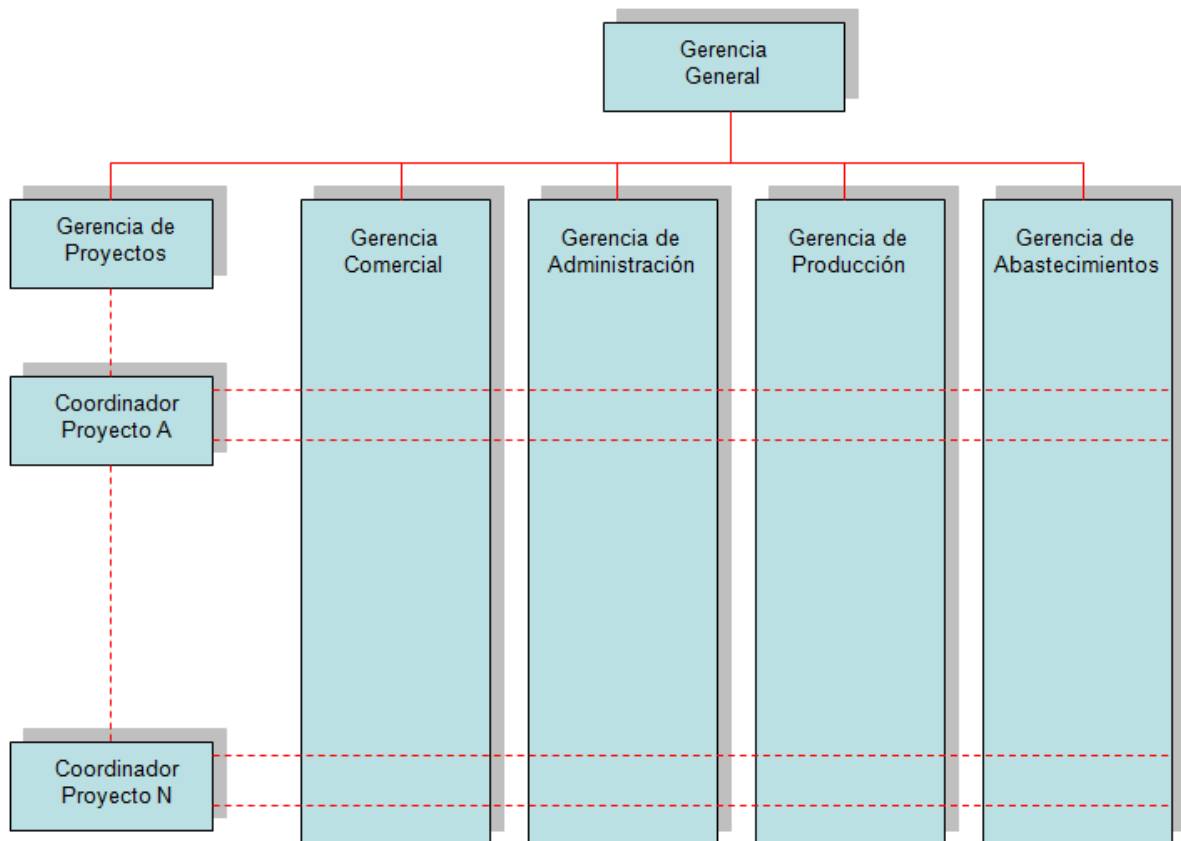 Gerencia
General
Gerencia de
Proyectos
Gerencia
Comercial
Gerencia de
Administración
Gerencia de
Producción
Gerencia de
Abastecimientos
Coordinador
Proyecto A
Coordinador
Proyecto N